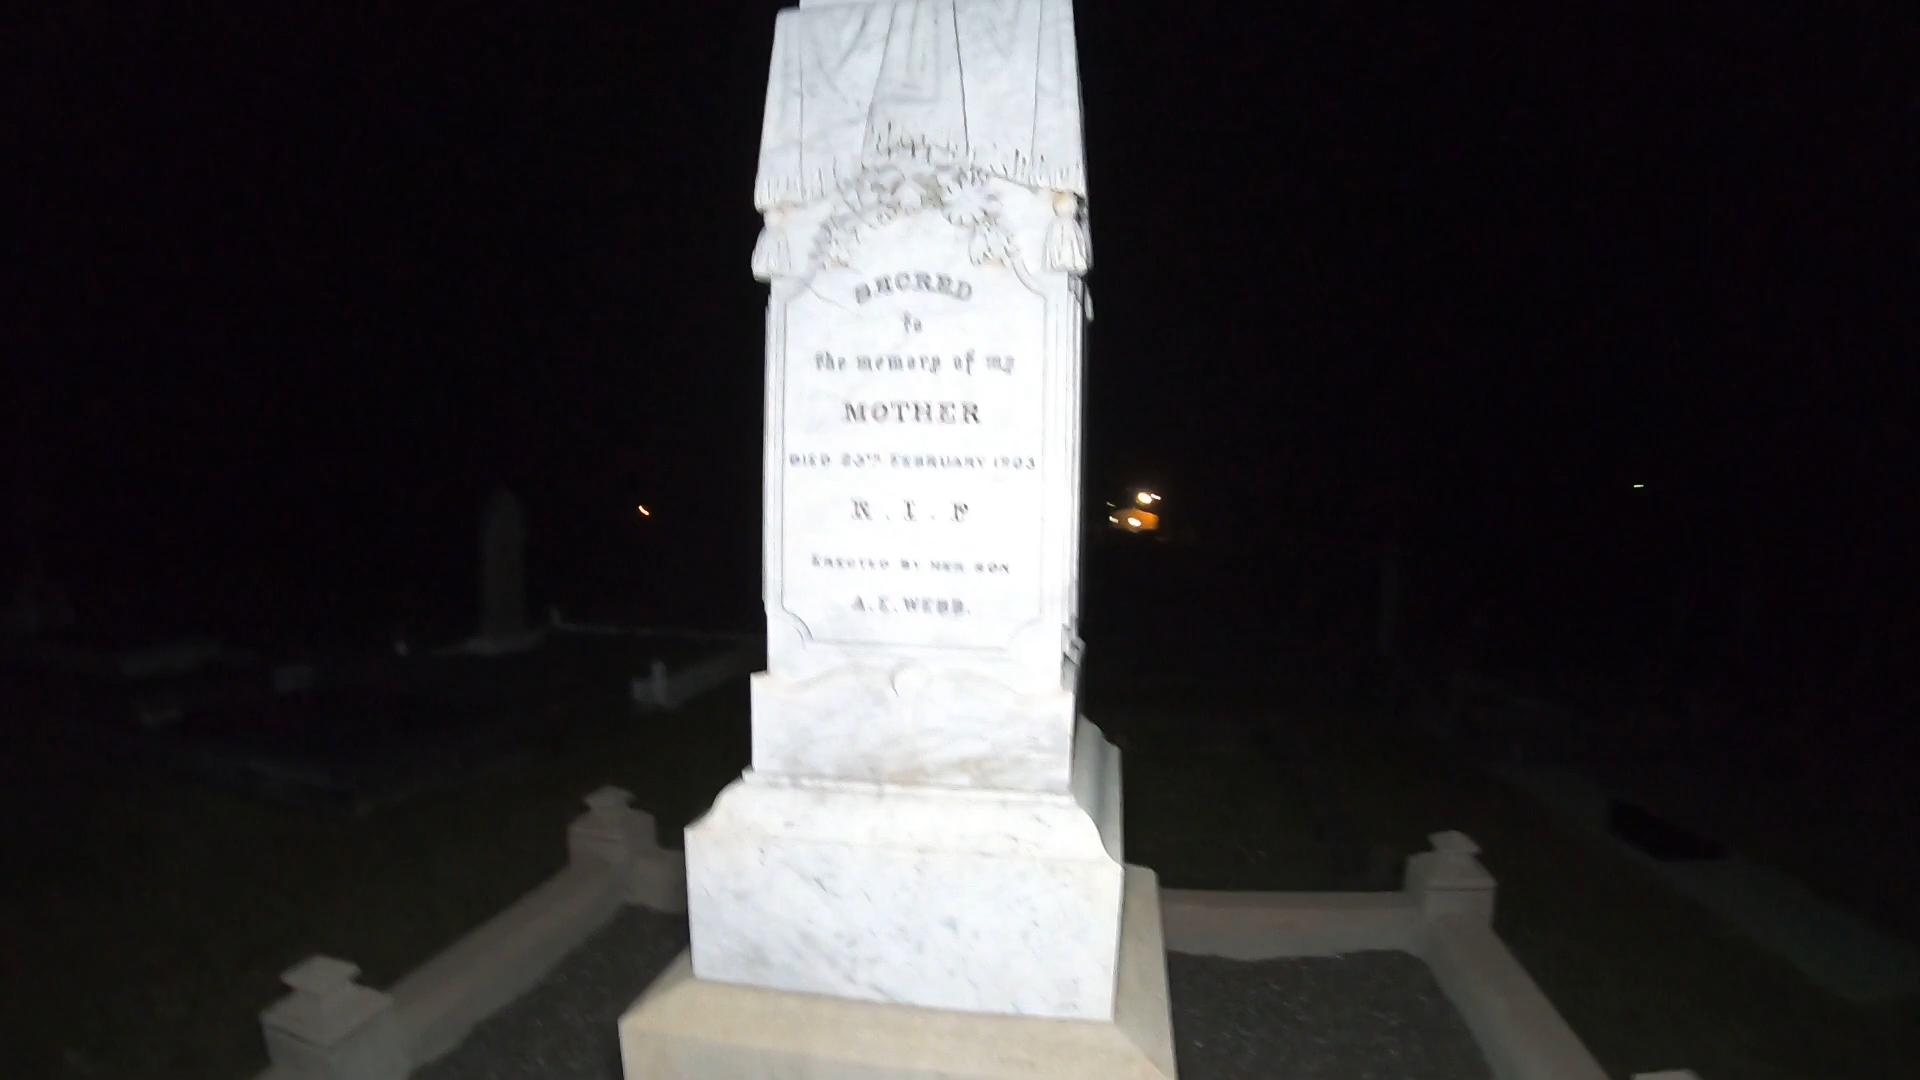 SACRED
to
the memory of my
MOTHER
DIED 23RD FEBRUARY 1903
R.I.P
ERECTED BY HER SON
A.E. WEBB.